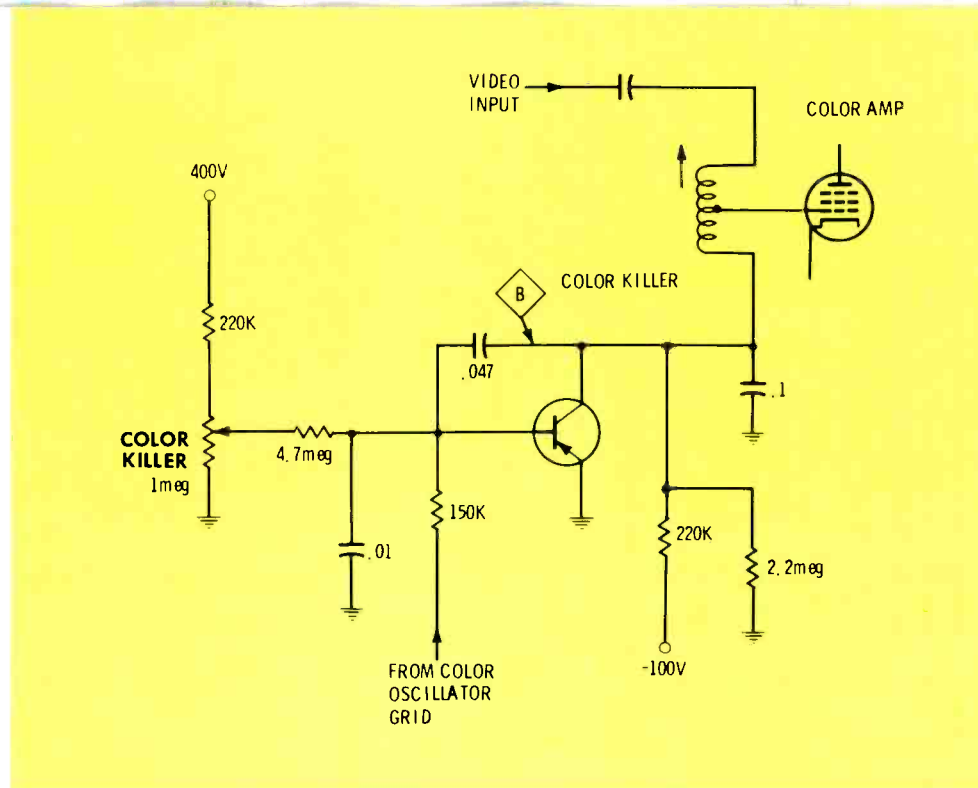 VIDEO
INPUT
COLOR AMP
400V
220K
B
COLOR KILLER
.047
.1
COLOR
KILLER
1meg
4.7meg
150K
220K
.01
2.2meg
-100V
FROM COLOR
OSCILLATOR
GRID